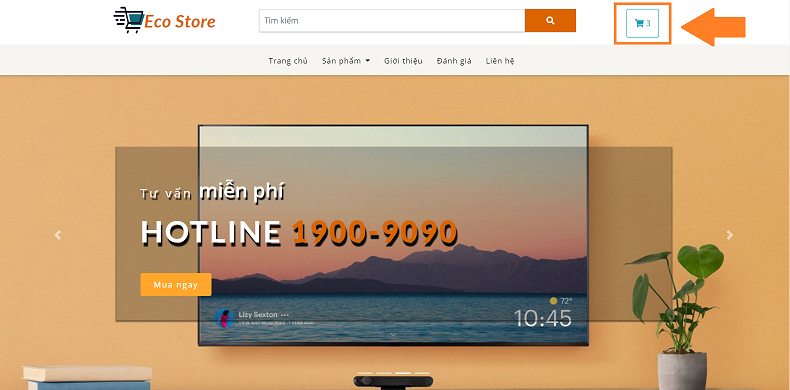 Eco Store
Tìm kiếm
3
Trang chủ Sản phẩm Giới thiệu Đánh giá Liên hệ
Tư vấn miễn phí
HOTLINE 1900-9090
Mua ngay
Lizy Sexton
72°
10:45